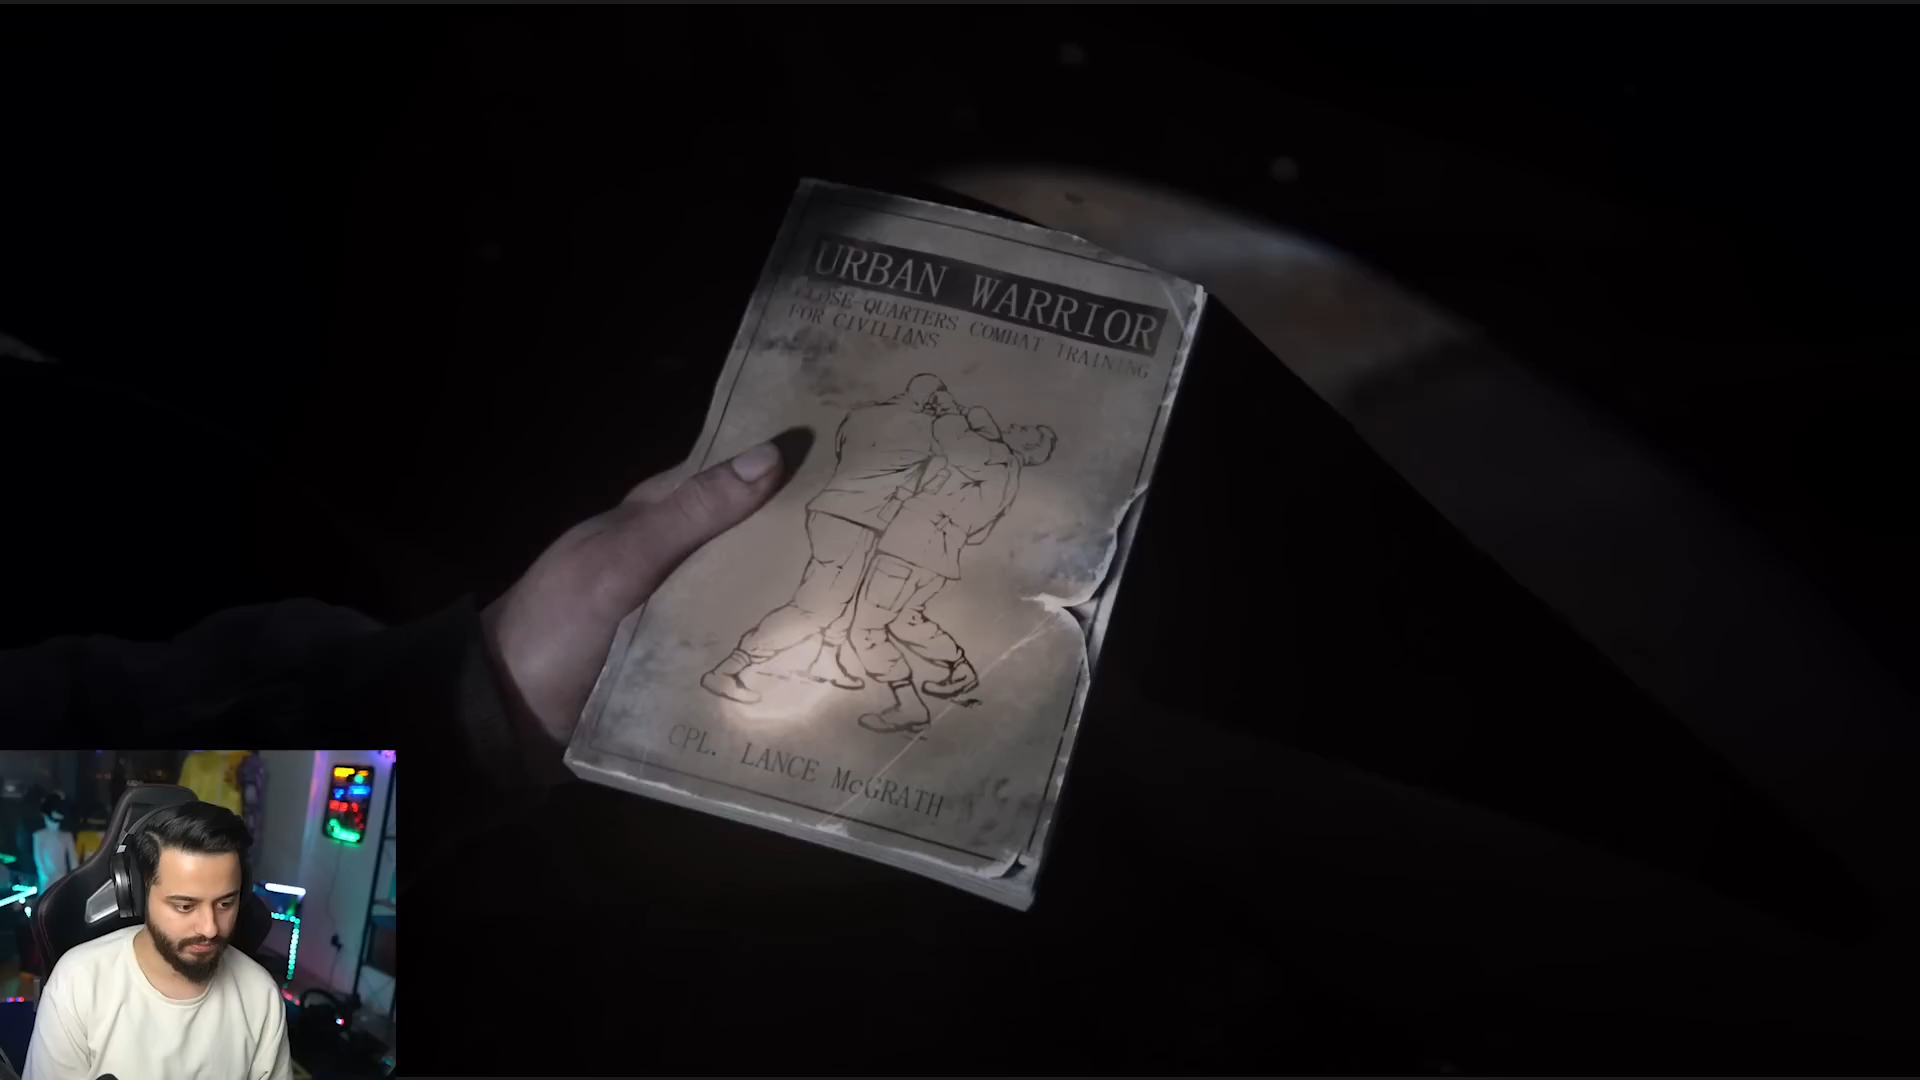 URBAN WARRIOR
CLOSE-QUARTERS COMBAT TRAINING
FOR CIVILIANS
CPL. LANCE McGRATH